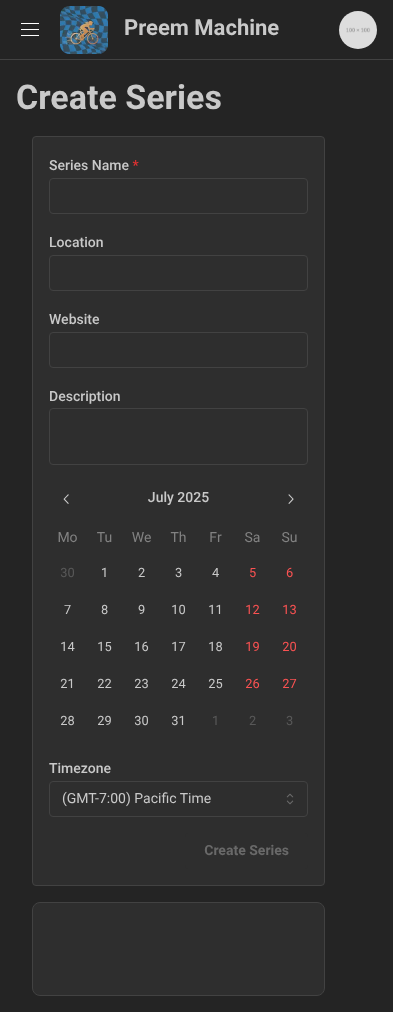 Preem Machine
100 × 100
Create Series
Series Name *
Location
Website
Description
July 2025
Mo Tu We Th Fr Sa Su
30 1 2 3 4 5 6
7 8 9 10 11 12 13
14 15 16 17 18 19 20
21 22 23 24 25 26 27
28 29 30 31 1 2 3
Timezone
(GMT-7:00) Pacific Time
Create Series